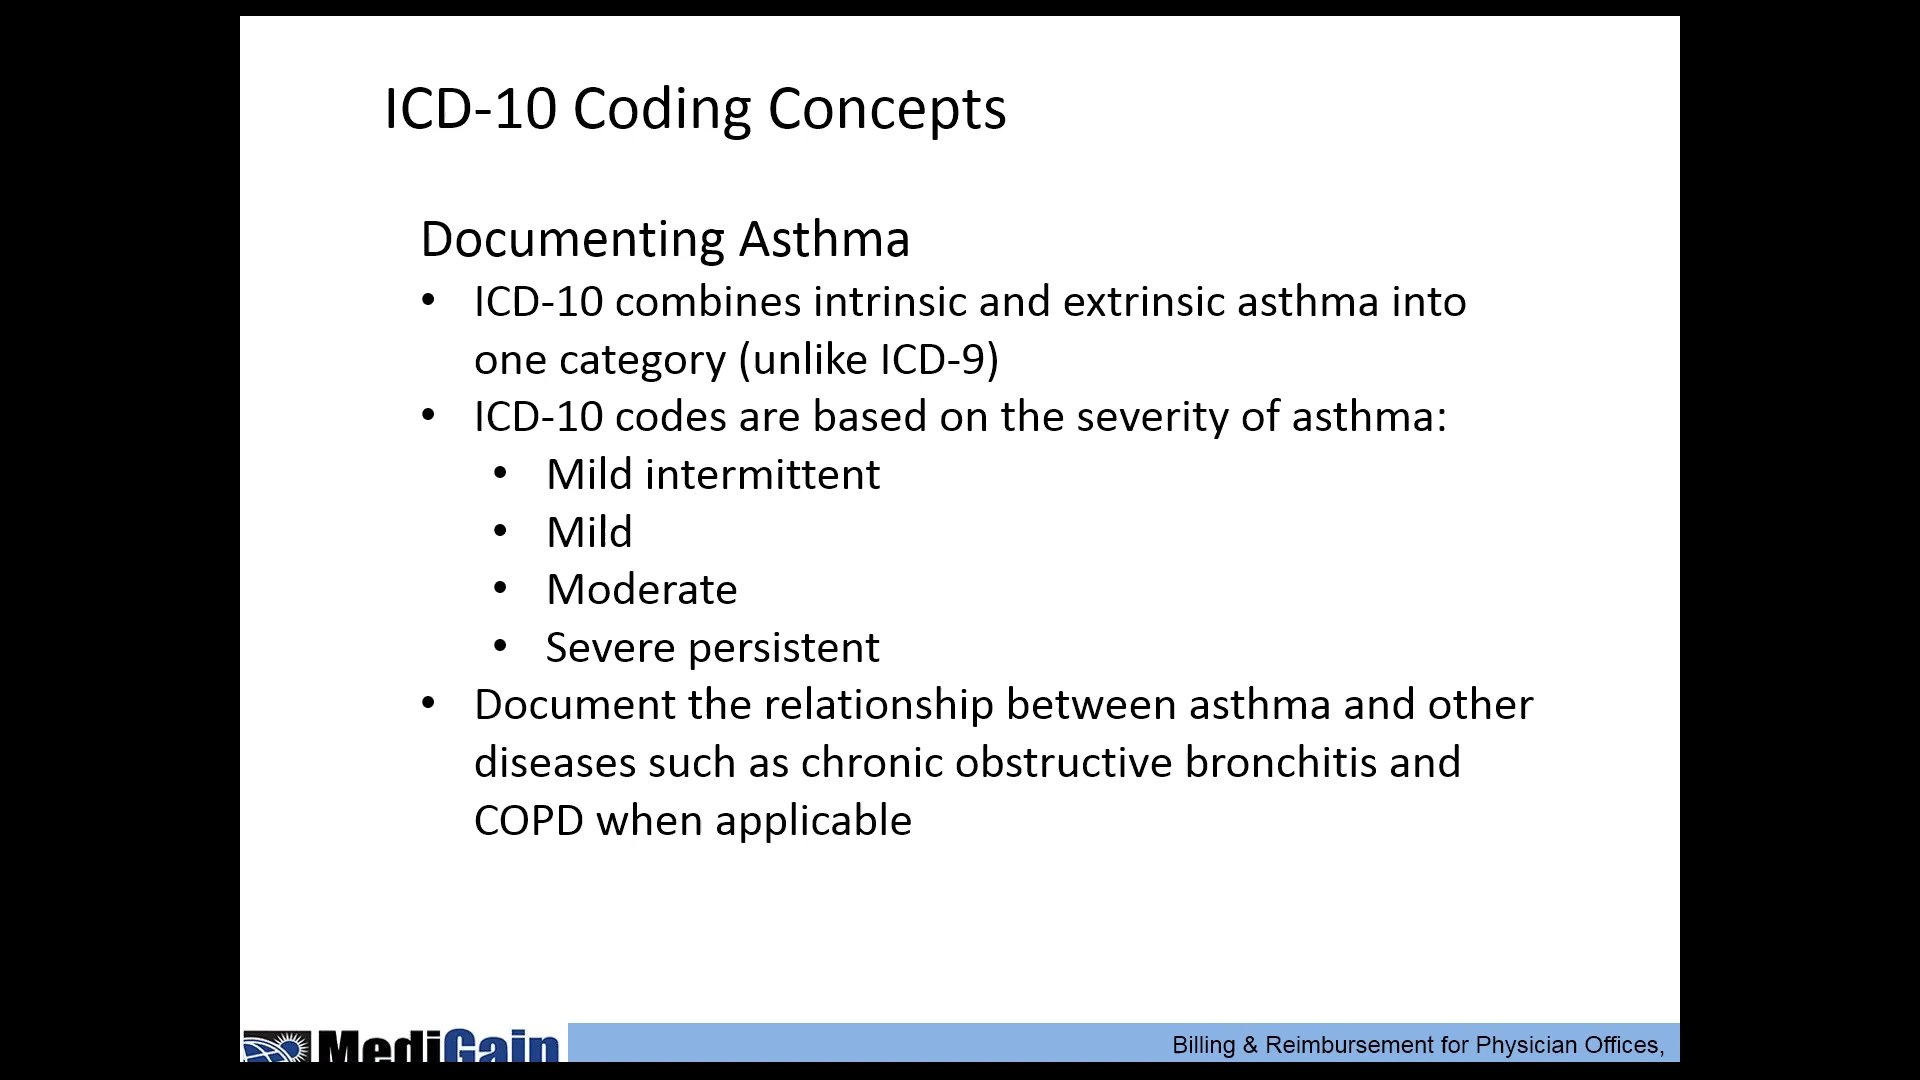 ICD-10 Coding Concepts
Documenting Asthma
• ICD-10 combines intrinsic and extrinsic asthma into
one category (unlike ICD-9)
• ICD-10 codes are based on the severity of asthma:
• Mild intermittent
• Mild
• Moderate
• Severe persistent
• Document the relationship between asthma and other
diseases such as chronic obstructive bronchitis and
COPD when applicable
MediGain
Billing & Reimbursement for Physician Offices,